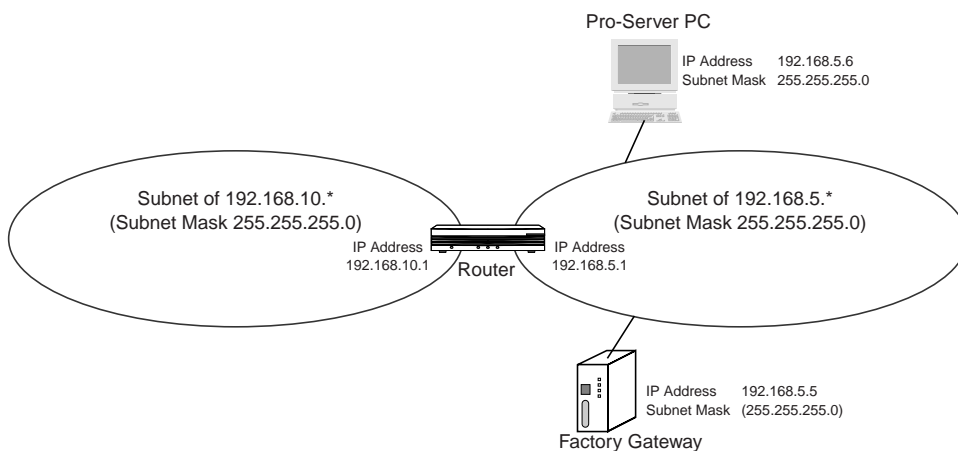 Pro-Server PC
IP Address 192.168.5.6
Subnet Mask 255.255.255.0
Subnet of 192.168.10.*
(Subnet Mask 255.255.255.0)
Subnet of 192.168.5.*
(Subnet Mask 255.255.255.0)
IP Address
192.168.10.1
Router
IP Address
192.168.5.1
IP Address 192.168.5.5
Subnet Mask (255.255.255.0)
Factory Gateway